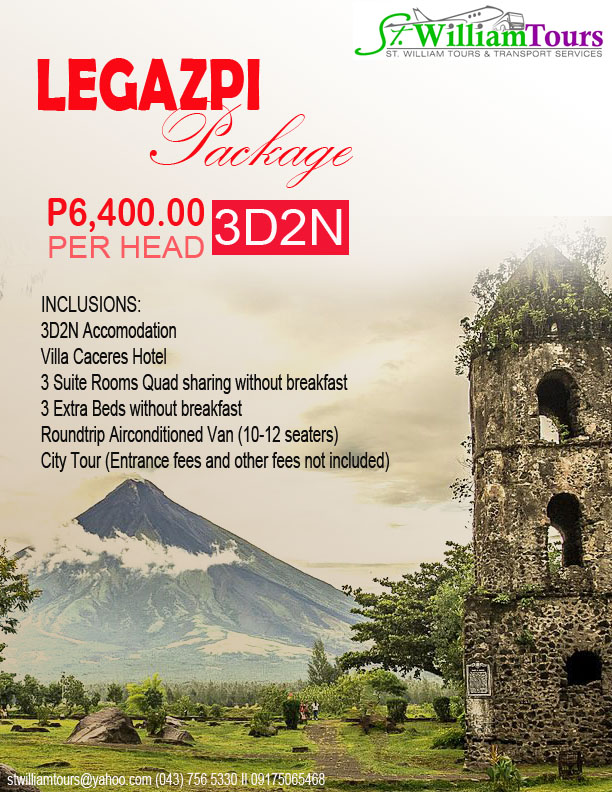 St. WilliamTours
ST. WILLIAM TOURS & TRANSPORT SERVICES
LEGAZPI
Package
P6,400.00
PER HEAD
3D2N
INCLUSIONS:
3D2N Accomodation
Villa Caceres Hotel
3 Suite Rooms Quad sharing without breakfast
3 Extra Beds without breakfast
Roundtrip Airconditioned Van (10-12 seaters)
City Tour (Entrance fees and other fees not included)
stwilliamtours@yahoo.com (043) 756 5330 II 09175065468